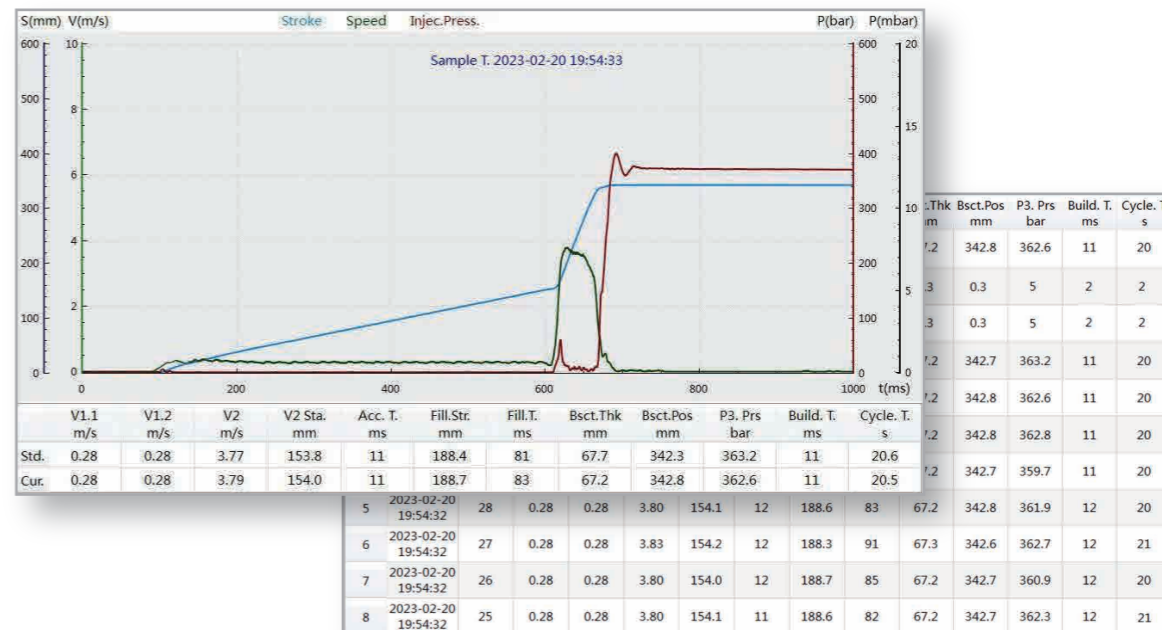 S(mm) V(m/s) Stroke Speed Injec.Press. P(bar) P(mbar)
600 10 600 20
Sample T. 2023-02-20 19:54:33
500 8 500 15
400 6 400
300 300 10
4
200 200 5
2
100 100
0 0 0 0
0 200 400 600 800 1000 t(ms)
V1.1 V1.2 V2 V2 Sta. Acc. T. Fill.Str. Fill.T. Bsct.Thk Bsct.Pos P3. Prs Build. T. Cycle. T.
m/s m/s m/s mm ms mm ms mm mm bar ms s
Std. 0.28 0.28 3.77 153.8 11 188.4 81 67.7 342.3 363.2 11 20.6
Cur. 0.28 0.28 3.79 154.0 11 188.7 83 67.2 342.8 362.6 11 20.5
Bsct.Pos P3. Prs Build. T. Cycle.
mm bar ms s
342.8 362.6 11 20
0.3 5 2 2
0.3 5 2 2
342.7 363.2 11 20
342.8 362.6 11 20
342.8 362.8 11 20
342.7 359.7 11 20
5 2023-02-20 19:54:32 28 0.28 0.28 3.80 154.1 12 188.6 83 67.2 342.8 361.9 12 20
6 2023-02-20 19:54:32 27 0.28 0.28 3.83 154.2 12 188.3 91 67.3 342.6 362.7 12 21
7 2023-02-20 19:54:32 26 0.28 0.28 3.80 154.0 12 188.7 85 67.2 342.7 360.9 12 20
8 2023-02-20 19:54:32 25 0.28 0.28 3.80 154.1 11 188.6 82 67.2 342.7 362.3 12 21